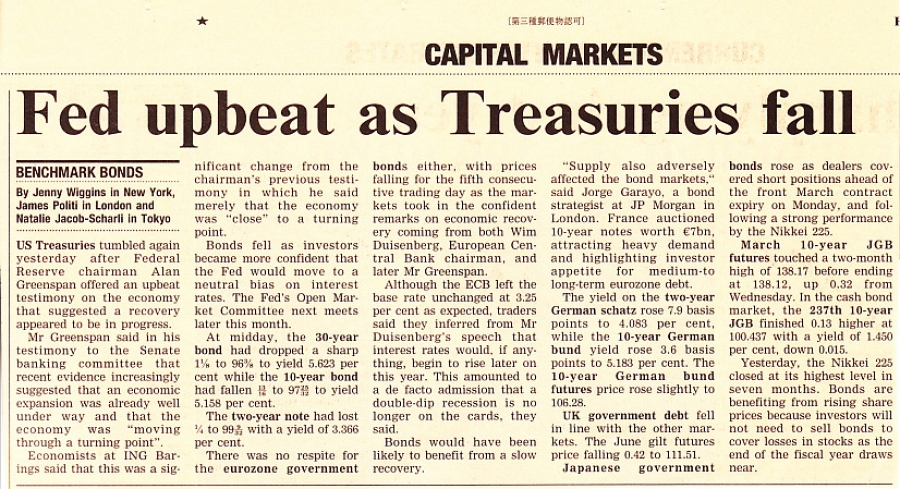 ★
[第三種郵便物認可]
CAPITAL MARKETS
Fed upbeat as Treasuries fall
BENCHMARK BONDS
By Jenny Wiggins in New York,
James Politi in London and
Natalie Jacob-Scharli in Tokyo
US Treasuries tumbled again
yesterday after Federal
Reserve chairman Alan
Greenspan offered an upbeat
testimony on the economy
that suggested a recovery
appeared to be in progress.
Mr Greenspan said in his
testimony to the Senate
banking committee that
recent evidence increasingly
suggested that an economic
expansion was already well
under way and that the
economy was “moving
through a turning point”.
Economists at ING Bar-
ings said that this was a sig-
nificant change from the
chairman's previous testi-
mony in which he said
merely that the economy
was “close” to a turning
point.
Bonds fell as investors
became more confident that
the Fed would move to a
neutral bias on interest
rates. The Fed's Open Mar-
ket Committee next meets
later this month.
At midday, the 30-year
bond had dropped a sharp
1⅛ to 96⅜ to yield 5.623 per
cent while the 10-year bond
had fallen to 97 to yield
5.158 per cent.
The two-year note had lost
¼ to 99 with a yield of 3.366
per cent.
There was no respite for
the eurozone government
bonds either, with prices
falling for the fifth consecu-
tive trading day as the mar-
kets took in the confident
remarks on economic recov-
ery coming from both Wim
Duisenberg, European Cen-
tral Bank chairman, and
later Mr Greenspan.
Although the ECB left the
base rate unchanged at 3.25
per cent as expected, traders
said they inferred from Mr
Duisenberg's speech that
interest rates would, if any-
thing, begin to rise later on
this year. This amounted to
a de facto admission that a
double-dip recession is no
longer on the cards, they
said.
Bonds would have been
likely to benefit from a slow
recovery.
“Supply also adversely
affected the bond markets,“
said Jorge Garayo, a bond
strategist at JP Morgan in
London. France auctioned
10-year notes worth €7bn,
attracting heavy demand
and highlighting investor
appetite for medium-to
long-term eurozone debt.
The yield on the two-year
German schatz rose 7.9 basis
points to 4.083 per cent,
while the 10-year German
bund yield rose 3.6 basis
points to 5.183 per cent. The
10-year German bund
futures price rose slightly to
106.28.
UK government debt fell
in line with the other mar-
kets. The June gilt futures
price falling 0.42 to 111.51.
Japanese government
bonds rose as dealers cov-
ered short positions ahead of
the front March contract
expiry on Monday, and fol-
lowing a strong performance
by the Nikkei 225.
March 10-year JGB
futures touched a two-month
high of 138.17 before ending
at 138.12, up 0.32 from
Wednesday. In the cash bond
market, the 237th 10-year
JGB finished 0.13 higher at
100.437 with a yield of 1.450
per cent, down 0.015.
Yesterday, the Nikkei 225
closed at its highest level in
seven months. Bonds are
benefiting from rising share
prices because investors will
not need to sell bonds to
cover losses in stocks as the
end of the fiscal year draws
near.